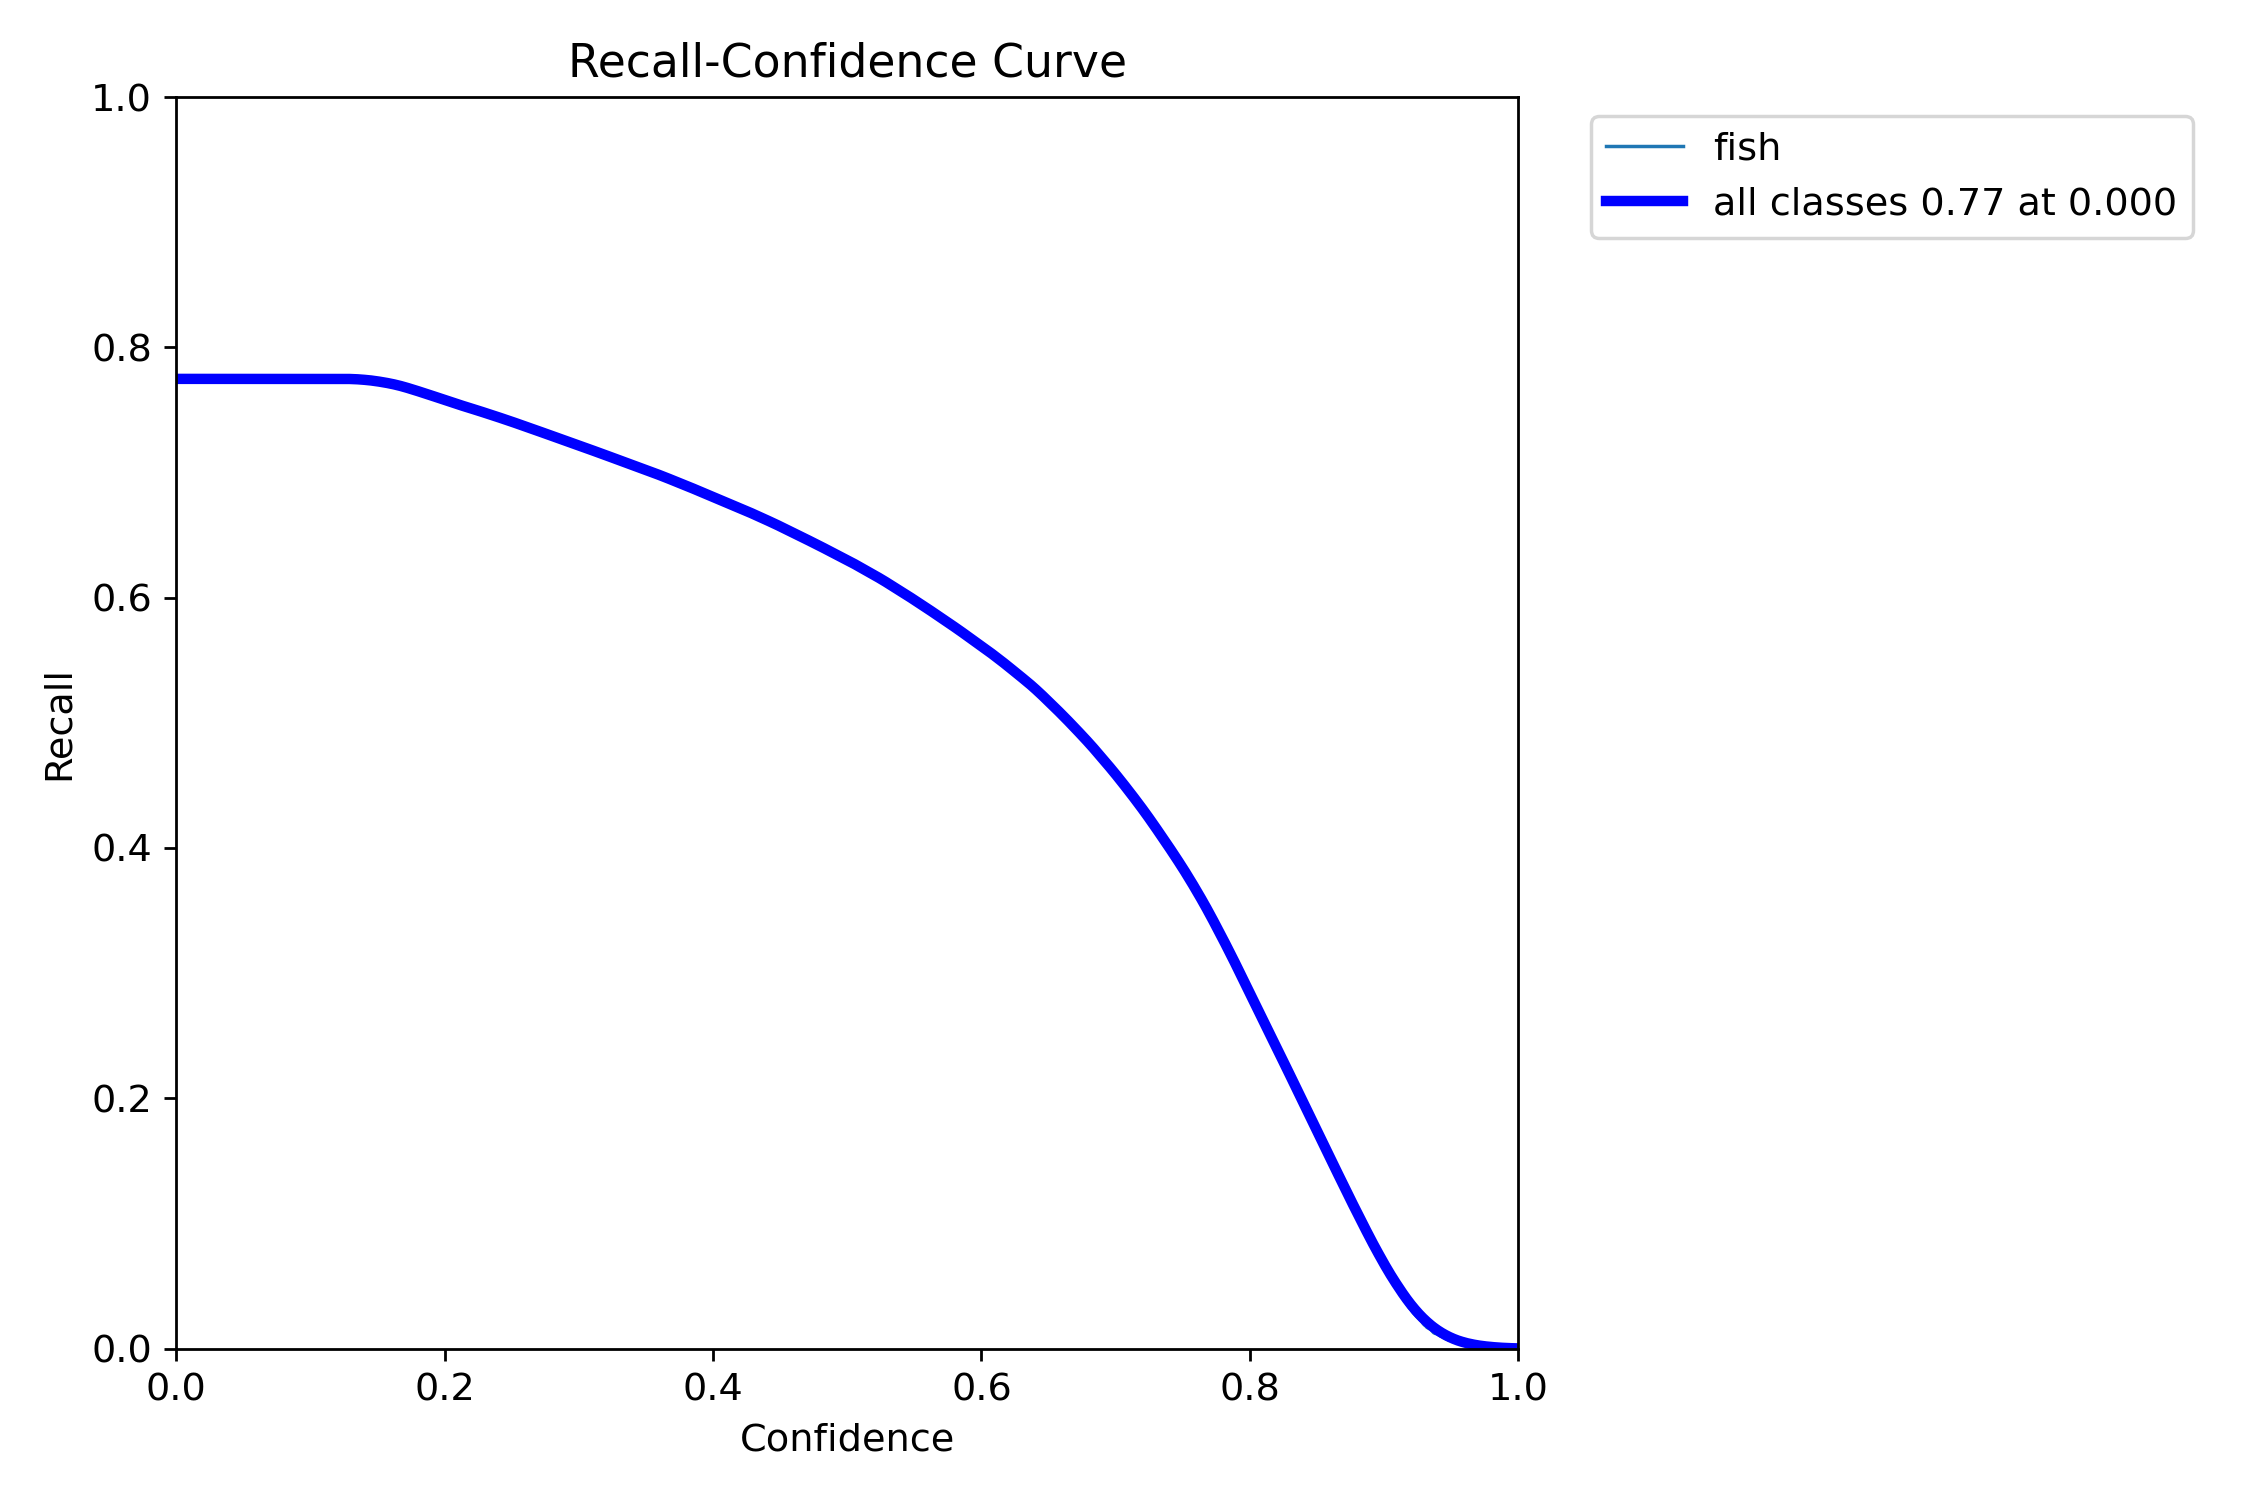 Recall-Confidence Curve
fish
all classes 0.77 at 0.000
1.0
0.8
0.6
0.4
0.2
0.0
Recall
0.0 0.2 0.4 0.6 0.8 1.0
Confidence